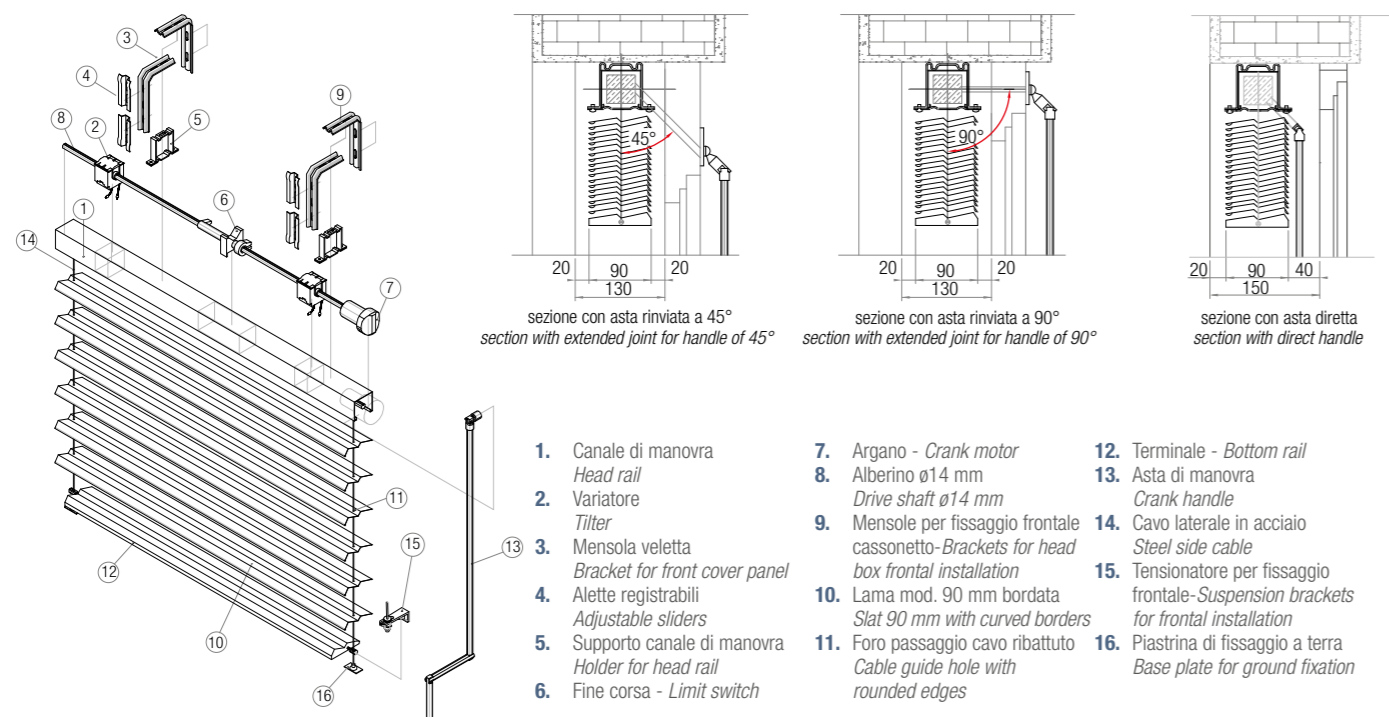 3
4
9
8
2
5
6
1
14
7
11
15
13
12
10
16
45°
20
90
20
130
sezione con asta rinviata a 45°
section with extended joint for handle of 45°
90°
20
90
20
130
sezione con asta rinviata a 90°
section with extended joint for handle of 90°
20
90
40
150
sezione con asta diretta
section with direct handle
1. Canale di manovra
Head rail
2. Variatore
Tilter
3. Mensola veletta
Bracket for front cover panel
4. Alette registrabili
Adjustable sliders
5. Supporto canale di manovra
Holder for head rail
6. Fine corsa - Limit switch
7. Argano - Crank motor
8. Alberino ø14 mm
Drive shaft ø14 mm
9. Mensole per fissaggio frontale
cassonetto-Brackets for head
box frontal installation
10. Lama mod. 90 mm bordata
Slat 90 mm with curved borders
11. Foro passaggio cavo ribattuto
Cable guide hole with
rounded edges
12. Terminale - Bottom rail
13. Asta di manovra
Crank handle
14. Cavo laterale in acciaio
Steel side cable
15. Tensionatore per fissaggio
frontale-Suspension brackets
for frontal installation
16. Piastrina di fissaggio a terra
Base plate for ground fixation